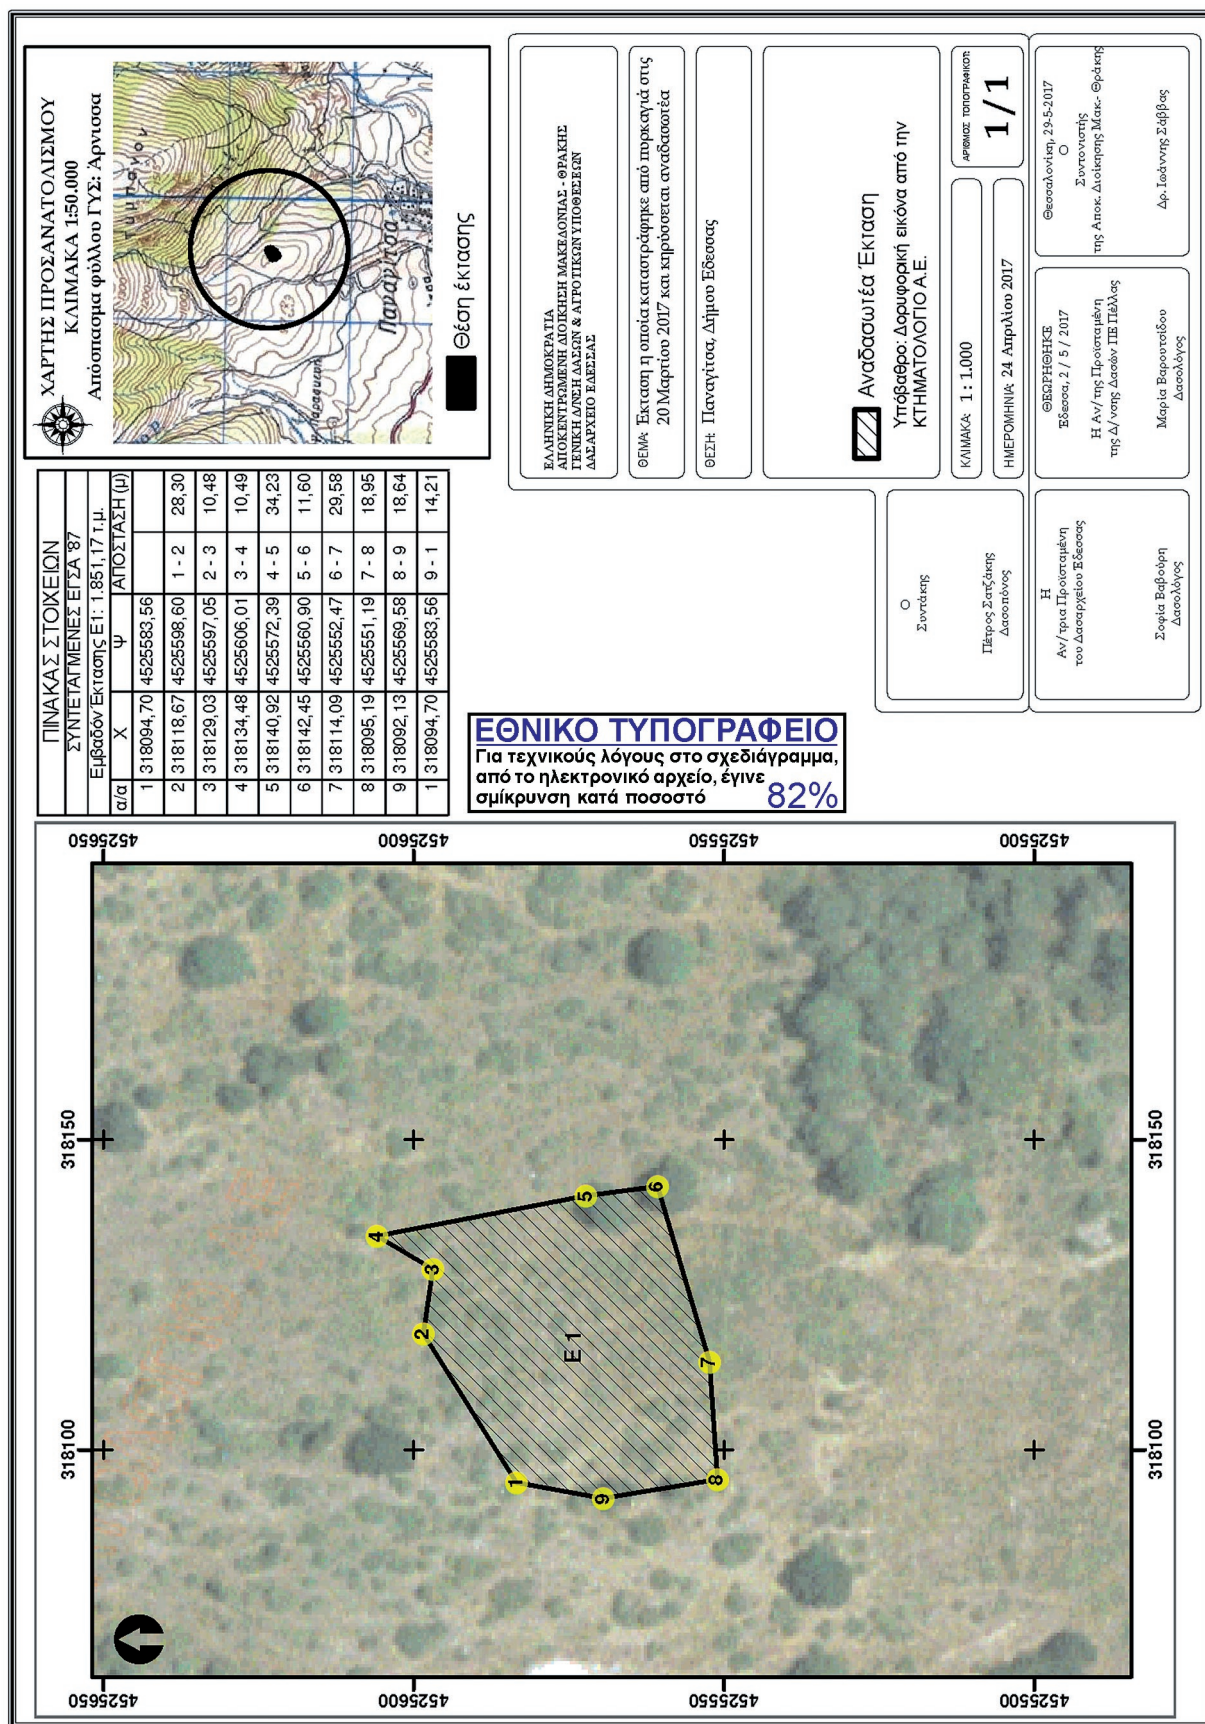 ΧΑΡΤΗΣ ΠΡΟΣΑΝΑΤΟΛΙΣΜΟΥ
ΚΛΙΜΑΚΑ 1:50.000
Απόσπασμα φύλλου ΓΥΣ: Άρνισσα
Παναγίτσα
Θέση έκτασης
ΠΙΝΑΚΑΣ ΣΤΟΙΧΕΙΩΝ
ΣΥΝΤΕΤΑΓΜΕΝΕΣ ΕΓΣΑ '87
Εμβαδόν Έκτασης Ε1: 1.851,17 τ.μ.
α/α Χ Ψ ΑΠΟΣΤΑΣΗ (μ)
1 318094,70 4525583,56
2 318118,67 4525598,60 1 - 2 28,30
3 318129,03 4525597,05 2 - 3 10,48
4 318134,48 4525606,01 3 - 4 10,49
5 318140,92 4525572,39 4 - 5 34,23
6 318142,45 4525560,90 5 - 6 11,60
7 318114,09 4525552,47 6 - 7 29,58
8 318095,19 4525551,19 7 - 8 18,95
9 318092,13 4525569,58 8 - 9 18,64
1 318094,70 4525583,56 9 - 1 14,21
ΕΛΛΗΝΙΚΗ ΔΗΜΟΚΡΑΤΙΑ
ΑΠΟΚΕΝΤΡΩΜΕΝΗ ΔΙΟΙΚΗΣΗ ΜΑΚΕΔΟΝΙΑΣ - ΘΡΑΚΗΣ
ΓΕΝΙΚΗ Δ/ΝΣΗ ΔΑΣΩΝ & ΑΓΡΟΤΙΚΩΝ ΥΠΟΘΕΣΕΩΝ
ΔΑΣΑΡΧΕΙΟ ΕΔΕΣΣΑΣ
ΘΕΜΑ: Έκταση η οποία καταστράφηκε από πυρκαγιά στις
20 Μαρτίου 2017 και κηρύσσεται αναδασωτέα
ΘΕΣΗ: Παναγίτσα, Δήμου Έδεσσας
Αναδασωτέα Έκταση
Υπόβαθρο: Δορυφορική εικόνα από την
ΚΤΗΜΑΤΟΛΟΓΙΟ Α.Ε.
ΚΛΙΜΑΚΑ: 1 : 1.000
ΗΜΕΡΟΜΗΝΙΑ: 24 Απριλίου 2017
ΑΡΙΘΜΟΣ ΤΟΠΟΓΡΑΦΙΚΟΥ:
1/1
Ο
Συντάκης
Πέτρος Σατζάκης
Δασοπόνος
Η
Αν/τρια Προϊσταμένη
του Δασαρχείου Έδεσσας
Σοφία Βαβούρη
Δασολόγος
ΘΕΩΡΗΘΗΚΕ
Έδεσσα, 2 / 5 / 2017
Η Αν/της Προϊσταμένη
της Δ/νσης Δασών ΠΕ Πέλλας
Μαρία Βαρουτσίδου
Δασολόγος
Θεσσαλονίκη, 29-5-2017
Ο
Συντονιστής
της Αποκ. Διοίκησης Μακ.- Θράκης
Δρ. Ιωάννης Σάββας
ΕΘΝΙΚΟ ΤΥΠΟΓΡΑΦΕΙΟ
Για τεχνικούς λόγους στο σχεδιάγραμμα,
από το ηλεκτρονικό αρχείο, έγινε
σμίκρυνση κατά ποσοστό 82%
318100 318150
4525650 4525650
4
2
3
4525600 4525600
1
5
Ε 1
9
6
7
8
4525550 4525550
4525500 4525500
318100 318150